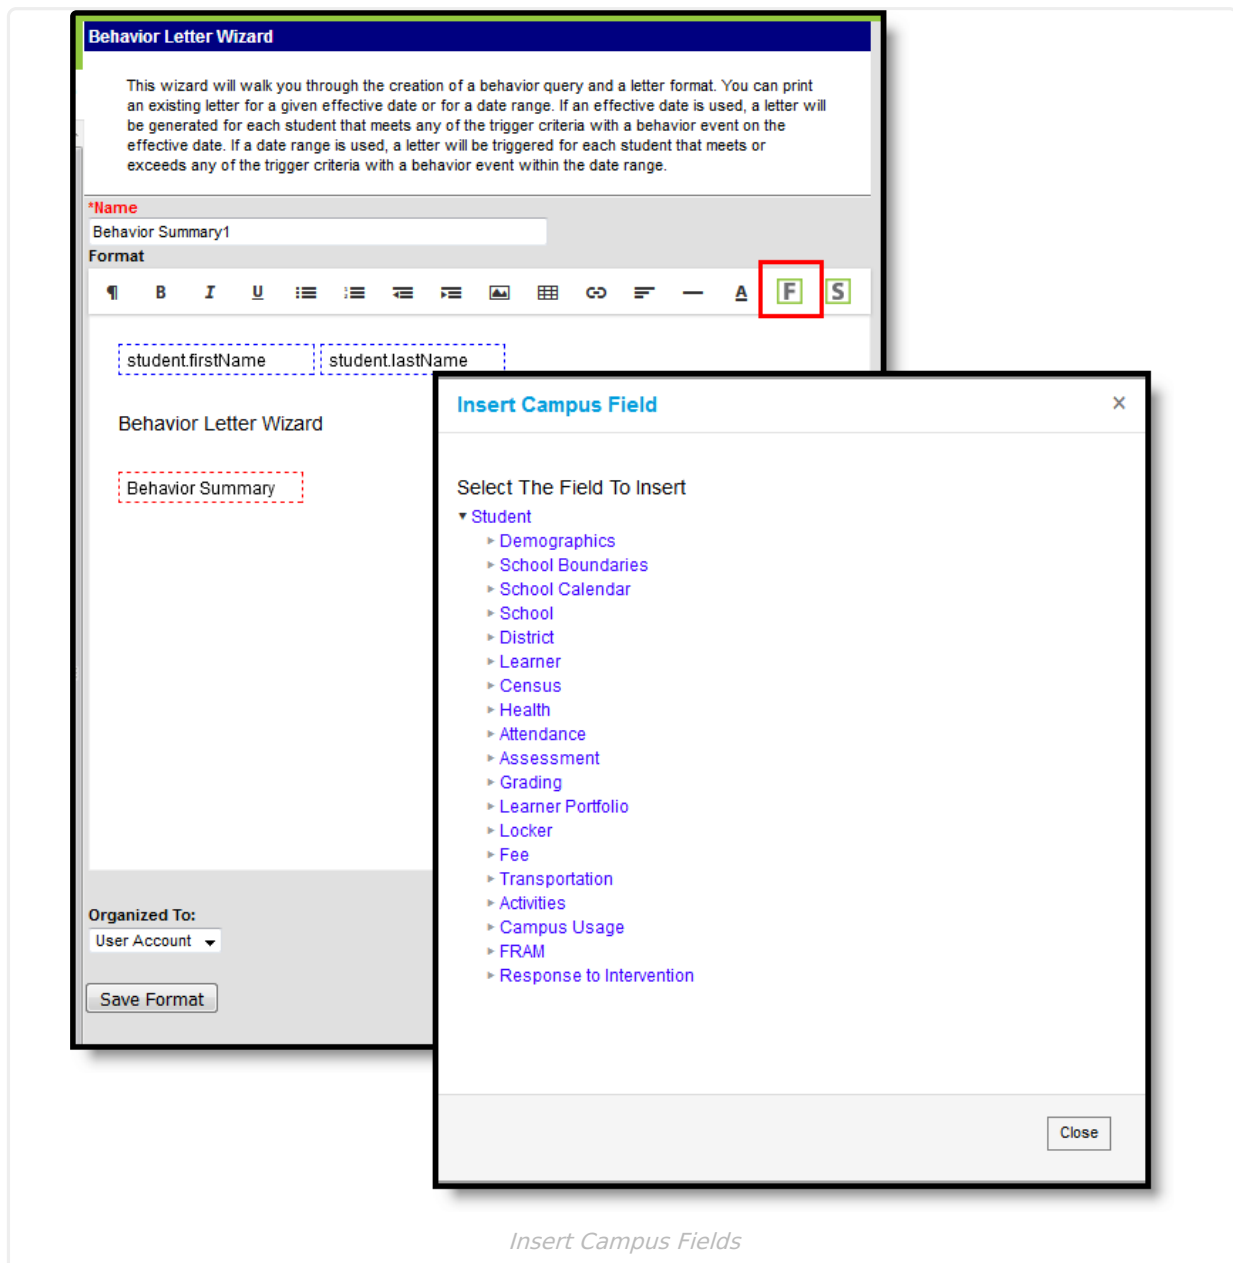 Behavior Letter Wizard
This wizard will walk you through the creation of a behavior query and a letter format. You can print
an existing letter for a given effective date or for a date range. If an effective date is used, a letter will
be generated for each student that meets any of the trigger criteria with a behavior event on the
effective date. If a date range is used, a letter will be triggered for each student that meets or
exceeds any of the trigger criteria with a behavior event within the date range.
*Name
Behavior Summary1
Format
¶ B I U A F S
student.firstName student.lastName
Behavior Letter Wizard
Behavior Summary
Organized To:
User Account
Save Format
Insert Campus Field ×
Select The Field To Insert
Student
Demographics
School Boundaries
School Calendar
School
District
Learner
Census
Health
Attendance
Assessment
Grading
Learner Portfolio
Locker
Fee
Transportation
Activities
Campus Usage
FRAM
Response to Intervention
Close
Insert Campus Fields